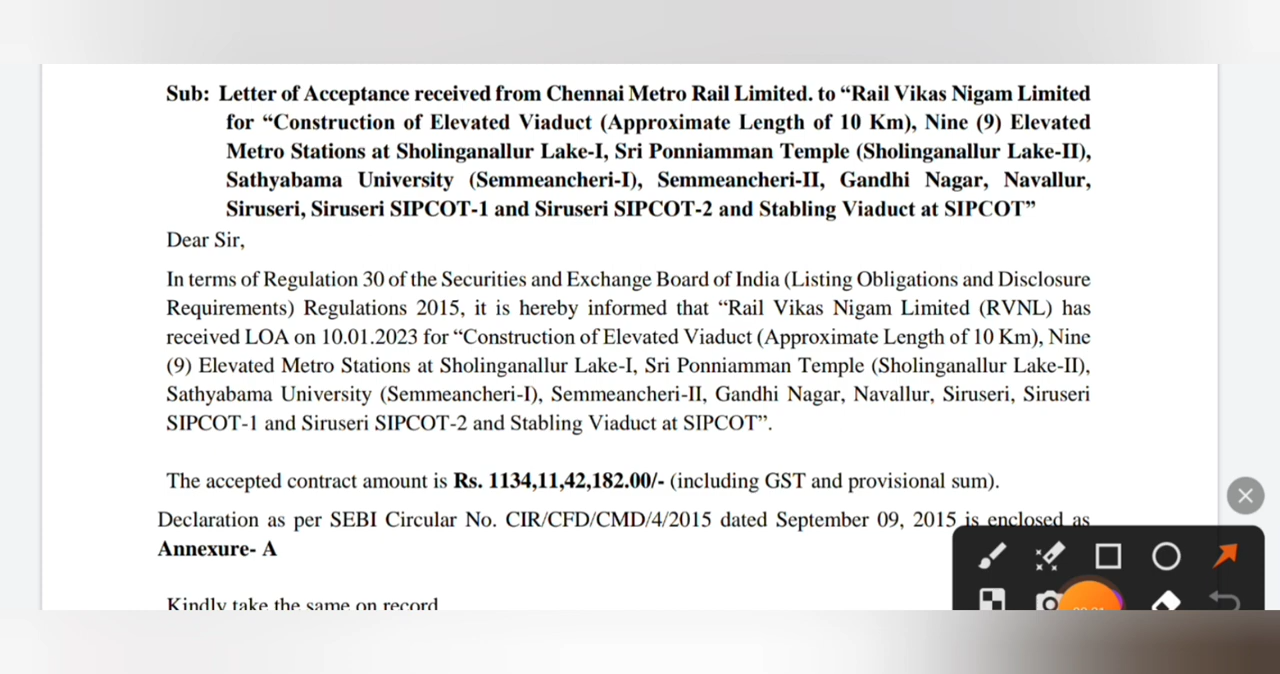 Sub: Letter of Acceptance received from Chennai Metro Rail Limited. to “Rail Vikas Nigam Limited
for “Construction of Elevated Viaduct (Approximate Length of 10 Km), Nine (9) Elevated
Metro Stations at Sholinganallur Lake-I, Sri Ponniamman Temple (Sholinganallur Lake-II),
Sathyabama University (Semmeancheri-I), Semmeancheri-II, Gandhi Nagar, Navallur,
Siruseri, Siruseri SIPCOT-1 and Siruseri SIPCOT-2 and Stabling Viaduct at SIPCOT”
Dear Sir,
In terms of Regulation 30 of the Securities and Exchange Board of India (Listing Obligations and Disclosure
Requirements) Regulations 2015, it is hereby informed that “Rail Vikas Nigam Limited (RVNL) has
received LOA on 10.01.2023 for “Construction of Elevated Viaduct (Approximate Length of 10 Km), Nine
(9) Elevated Metro Stations at Sholinganallur Lake-I, Sri Ponniamman Temple (Sholinganallur Lake-II),
Sathyabama University (Semmeancheri-I), Semmeancheri-II, Gandhi Nagar, Navallur, Siruseri, Siruseri
SIPCOT-1 and Siruseri SIPCOT-2 and Stabling Viaduct at SIPCOT”.
The accepted contract amount is Rs. 1134,11,42,182.00/- (including GST and provisional sum).
Declaration as per SEBI Circular No. CIR/CFD/CMD/4/2015 dated September 09, 2015 is enclosed as
Annexure- A
Kindly take the same on record